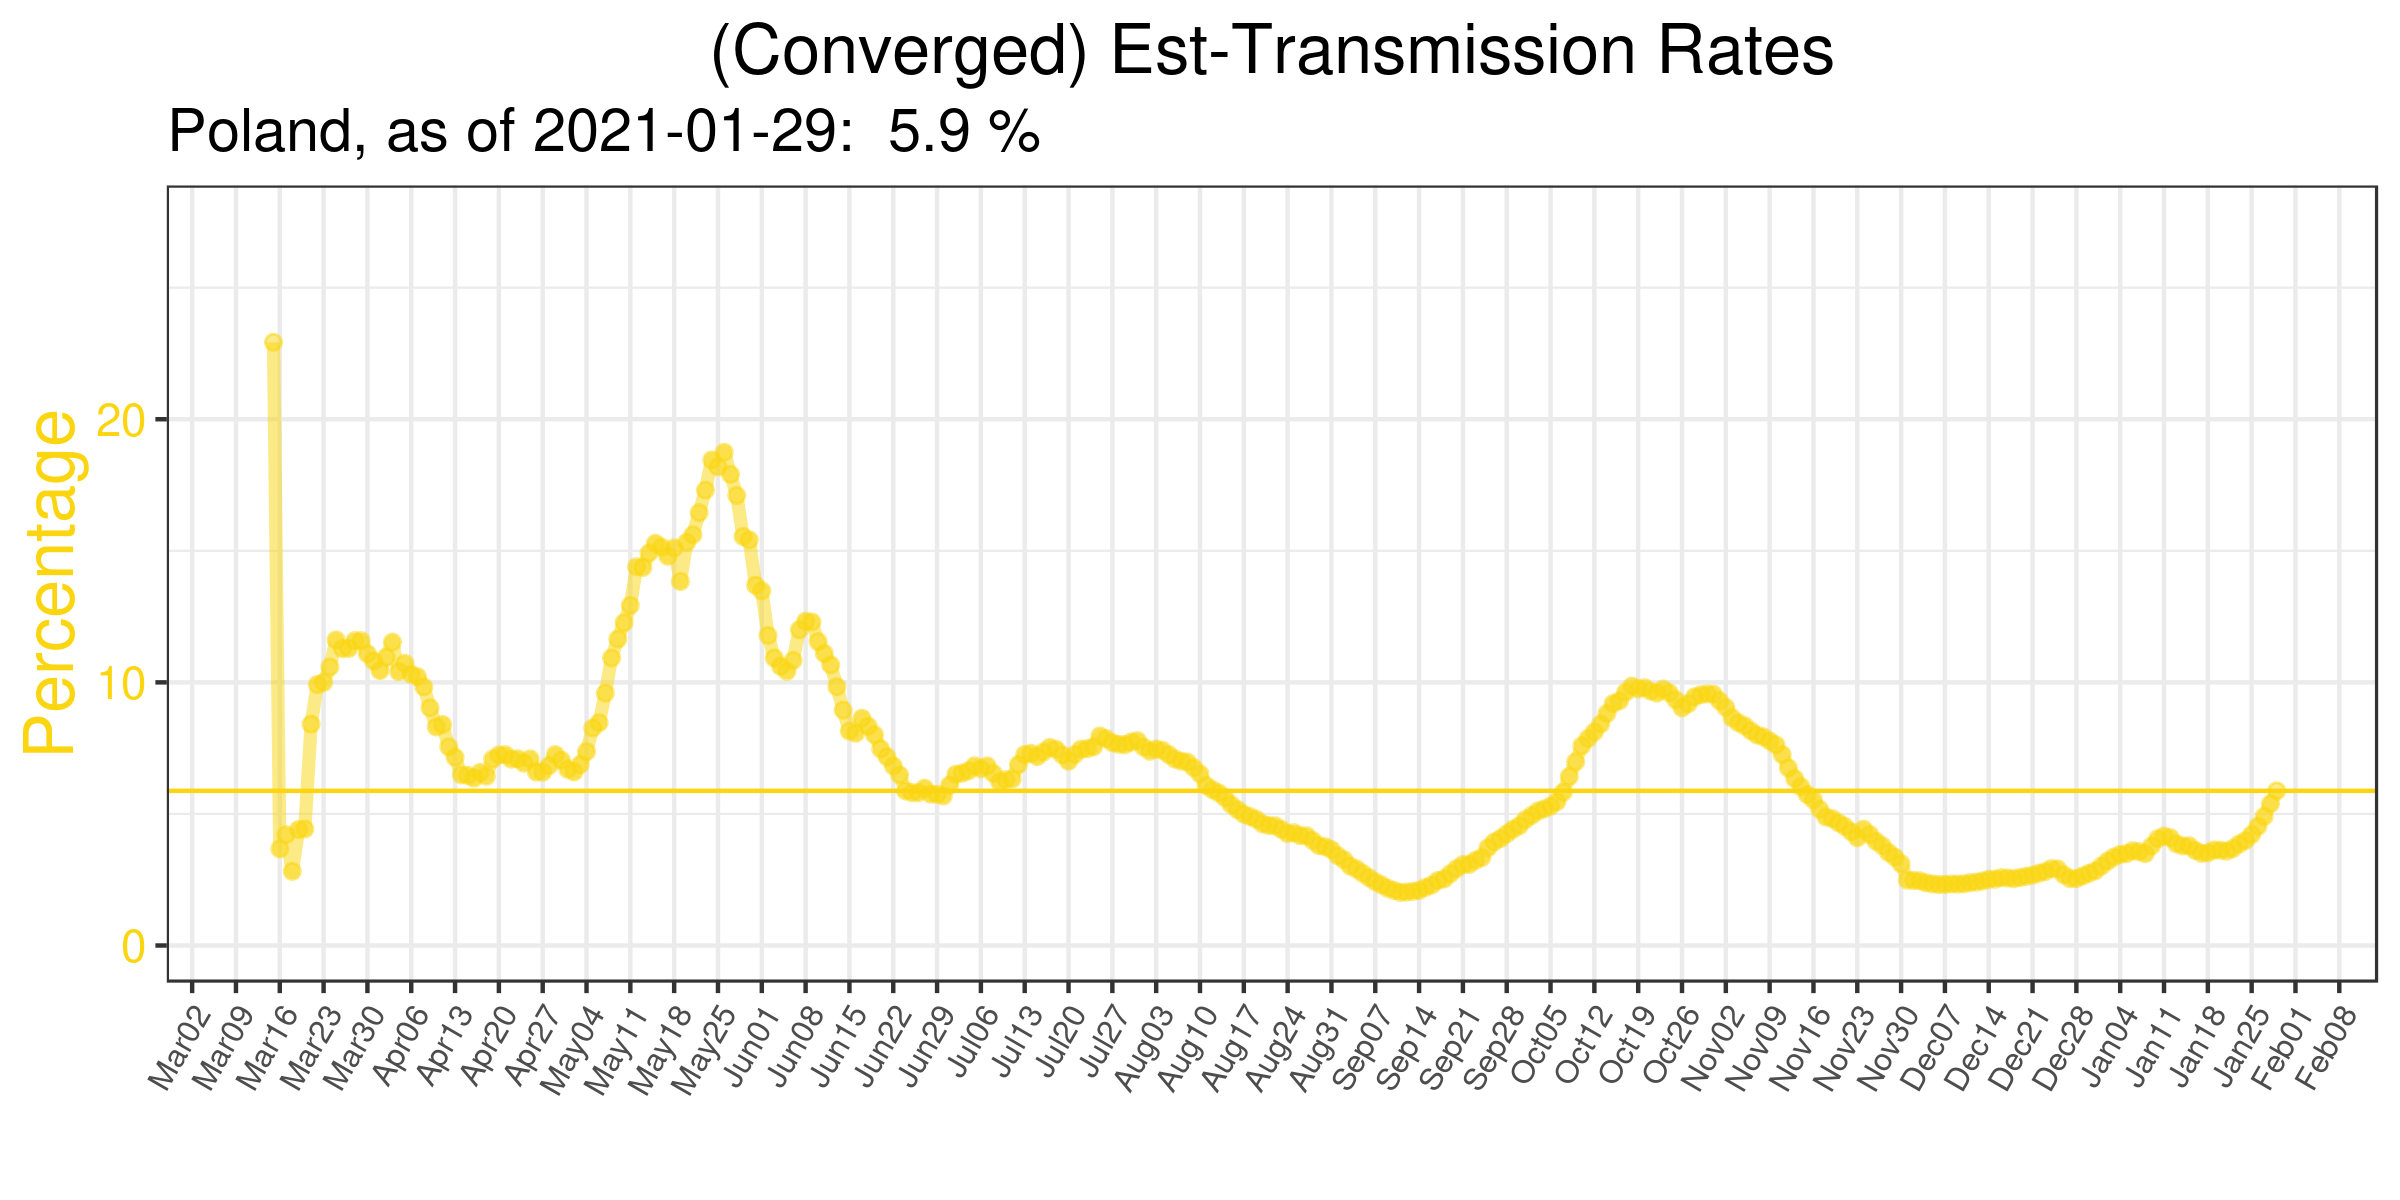 (Converged) Est-Transmission Rates
Poland, as of 2021-01-29:  5.9 %
Percentage
20
10
0
Mar02
Mar09
Mar16
Mar23
Mar30
Apr06
Apr13
Apr20
Apr27
May04
May11
May18
May25
Jun01
Jun08
Jun15
Jun22
Jun29
Jul06
Jul13
Jul20
Jul27
Aug03
Aug10
Aug17
Aug24
Aug31
Sep07
Sep14
Sep21
Sep28
Oct05
Oct12
Oct19
Oct26
Nov02
Nov09
Nov16
Nov23
Nov30
Dec07
Dec14
Dec21
Dec28
Jan04
Jan11
Jan18
Jan25
Feb01
Feb08